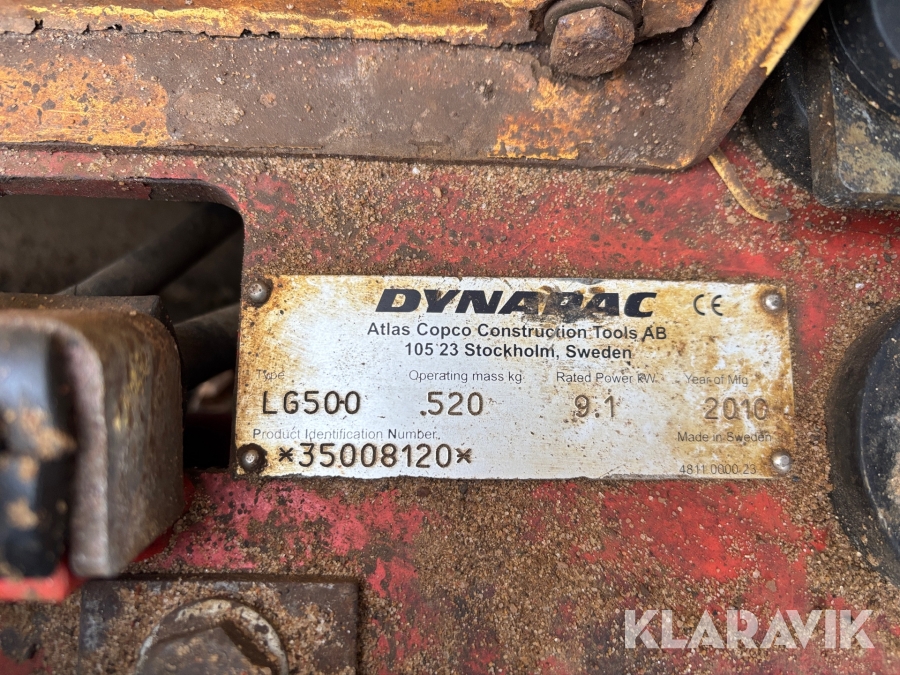 DYNAPAC CE
Atlas Copco Construction Tools AB
105 23 Stockholm, Sweden
Type Operating mass kg Rated Power kW Year of Mfg
LG500 520 9.1 2010
Product Identification Number
*35008120* Made in Sweden
4811 0000 23
KLARAVIK